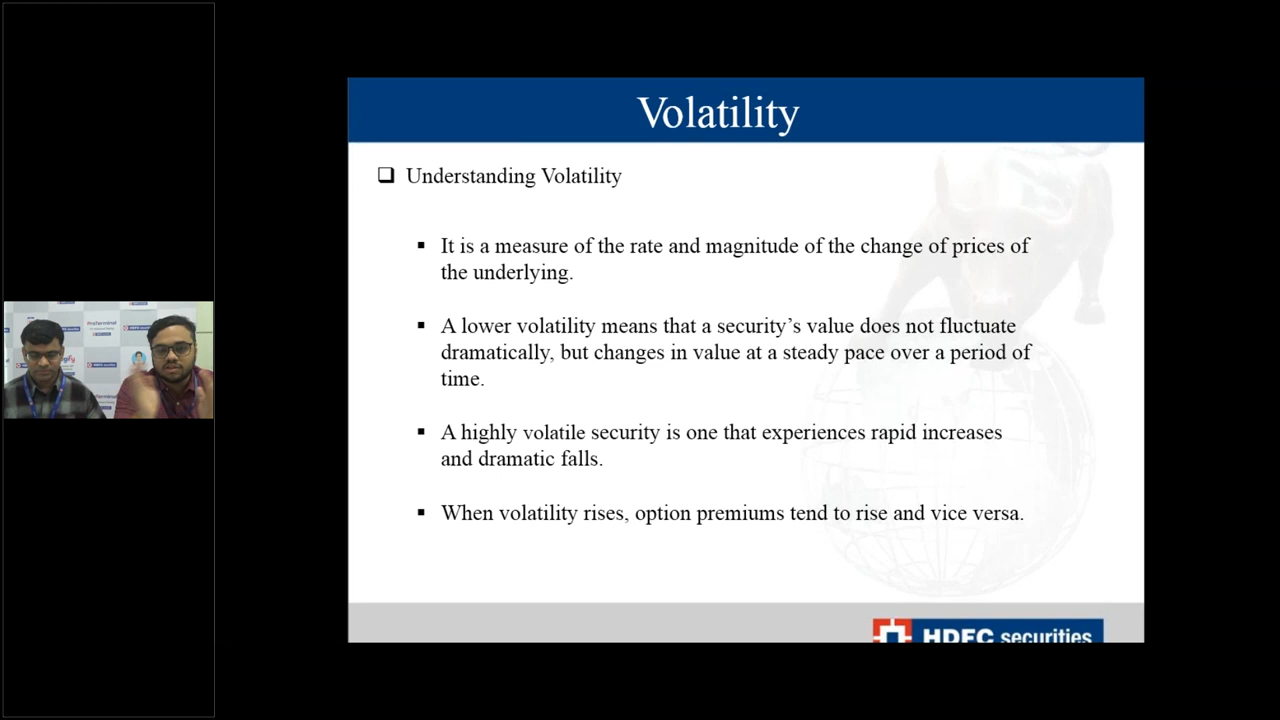 Volatility
Understanding Volatility
It is a measure of the rate and magnitude of the change of prices of
the underlying.
A lower volatility means that a security’s value does not fluctuate
dramatically, but changes in value at a steady pace over a period of
time.
A highly volatile security is one that experiences rapid increases
and dramatic falls.
When volatility rises, option premiums tend to rise and vice versa.
HDFC securities